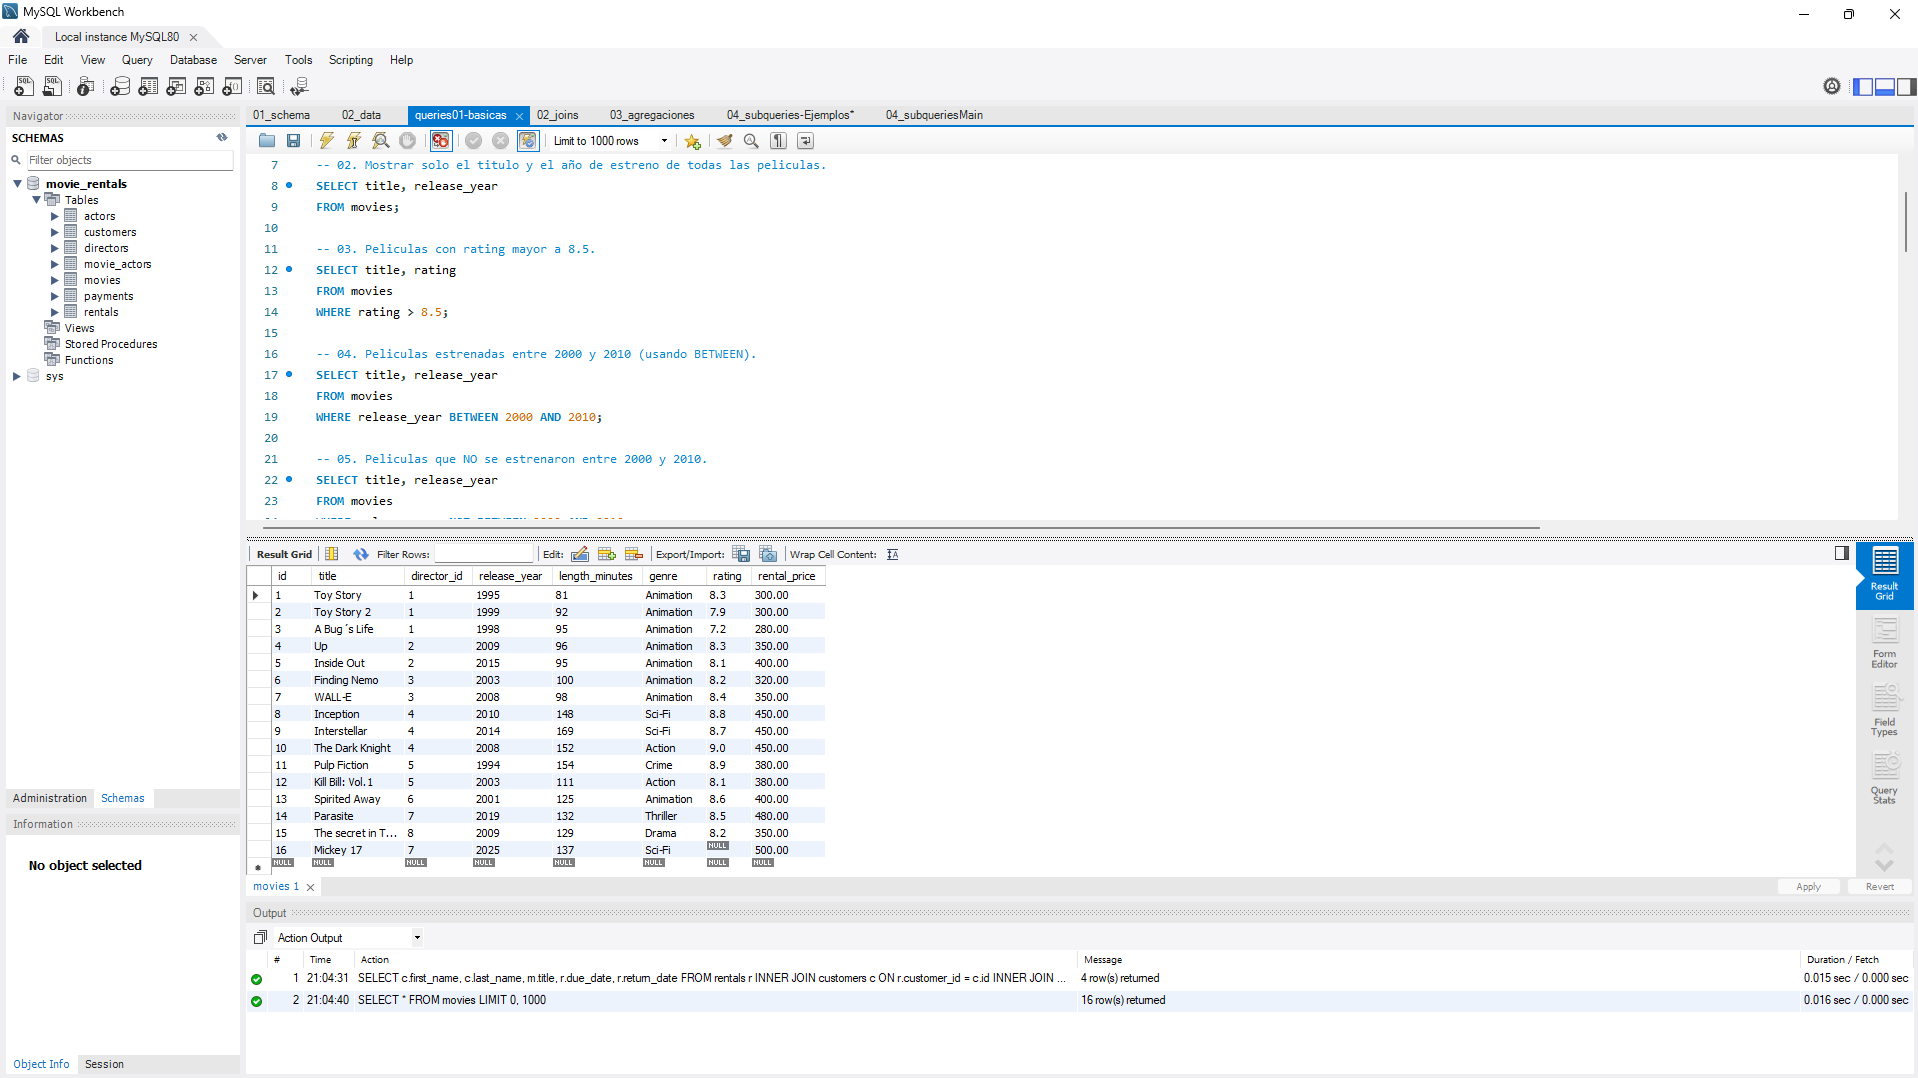 MySQL Workbench
Local instance MySQL80
File Edit View Query Database Server Tools Scripting Help
Navigator
SCHEMAS
Filter objects
movie_rentals
Tables
actors
customers
directors
movie_actors
movies
payments
rentals
Views
Stored Procedures
Functions
sys
Administration Schemas
Information
No object selected
Object Info Session
01_schema 02_data queries01-basicas 02_joins 03_agregaciones 04_subqueries-Ejemplos* 04_subqueriesMain
Limit to 1000 rows
7 -- 02. Mostrar solo el titulo y el año de estreno de todas las peliculas.
8 SELECT title, release_year
9 FROM movies;
10
11 -- 03. Peliculas con rating mayor a 8.5.
12 SELECT title, rating
13 FROM movies
14 WHERE rating > 8.5;
15
16 -- 04. Peliculas estrenadas entre 2000 y 2010 (usando BETWEEN).
17 SELECT title, release_year
18 FROM movies
19 WHERE release_year BETWEEN 2000 AND 2010;
20
21 -- 05. Peliculas que NO se estrenaron entre 2000 y 2010.
22 SELECT title, release_year
23 FROM movies
Result Grid Filter Rows: Edit: Export/Import: Wrap Cell Content:
id title director_id release_year length_minutes genre rating rental_price
1 Toy Story 1 1995 81 Animation 8.3 300.00
2 Toy Story 2 1 1999 92 Animation 7.9 300.00
3 A Bug´s Life 1 1998 95 Animation 7.2 280.00
4 Up 2 2009 96 Animation 8.3 350.00
5 Inside Out 2 2015 95 Animation 8.1 400.00
6 Finding Nemo 3 2003 100 Animation 8.2 320.00
7 WALL-E 3 2008 98 Animation 8.4 350.00
8 Inception 4 2010 148 Sci-Fi 8.8 450.00
9 Interstellar 4 2014 169 Sci-Fi 8.7 450.00
10 The Dark Knight 4 2008 152 Action 9.0 450.00
11 Pulp Fiction 5 1994 154 Crime 8.9 380.00
12 Kill Bill: Vol.1 5 2003 111 Action 8.1 380.00
13 Spirited Away 6 2001 125 Animation 8.6 400.00
14 Parasite 7 2019 132 Thriller 8.5 480.00
15 The secret in T... 8 2009 129 Drama 8.2 350.00
16 Mickey 17 7 2025 137 Sci-Fi NULL 500.00
NULL NULL NULL NULL NULL NULL NULL NULL
Result
Grid
Form
Editor
Field
Types
Query
Stats
movies 1
Apply Revert
Output
Action Output
# Time Action Message Duration / Fetch
1 21:04:31 SELECT c.first_name, c.last_name, m.title, r.due_date, r.return_date FROM rentals r INNER JOIN customers c ON r.customer_id = c.id INNER JOIN ... 4 row(s) returned 0.015 sec / 0.000 sec
2 21:04:40 SELECT * FROM movies LIMIT 0, 1000 16 row(s) returned 0.016 sec / 0.000 sec